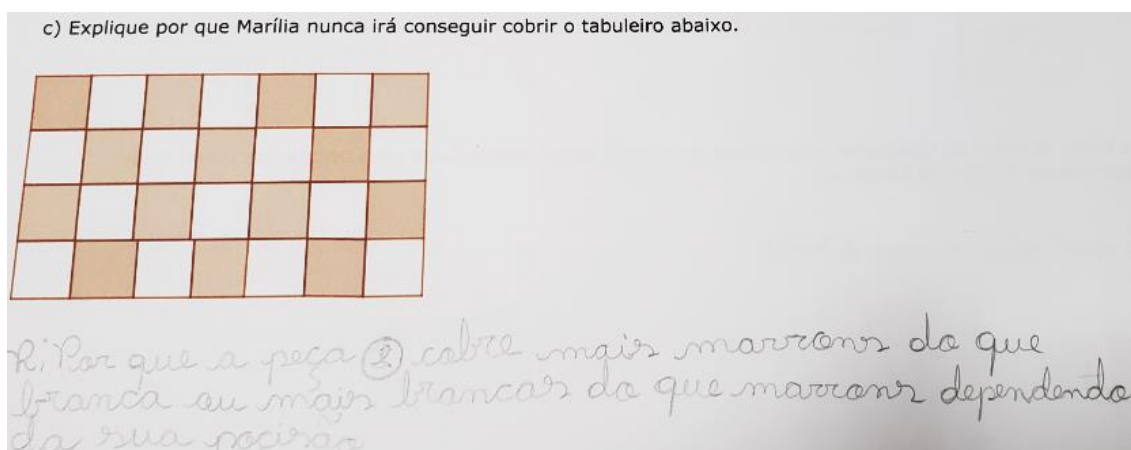 c) Explique por que Marília nunca irá conseguir cobrir o tabuleiro abaixo.
R: Por que a peça ② cobre mais marrons do que
branca ou mais brancas do que marrons dependendo
da sua pocisão